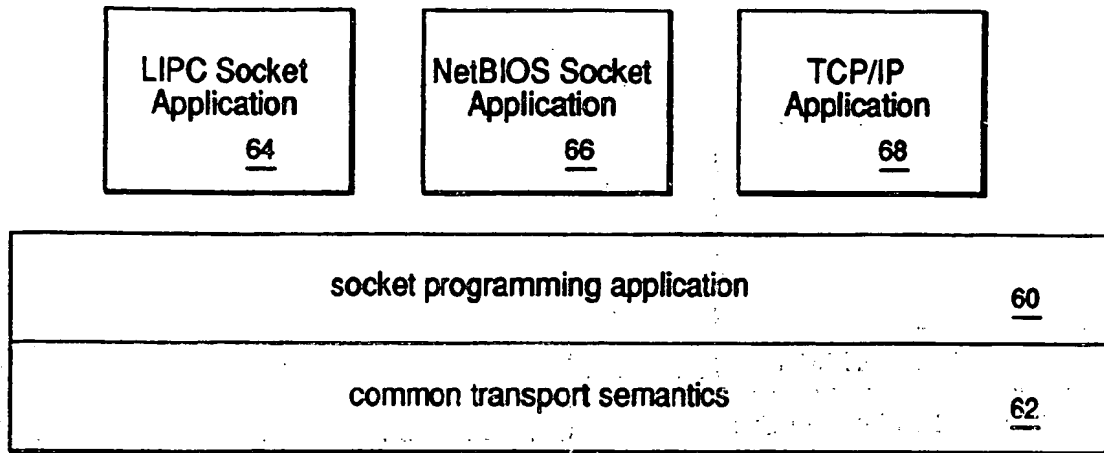 LIPC Socket
Application
64
NetBIOS Socket
Application
66
TCP/IP
Application
68
socket programming application
60
common transport semantics
62